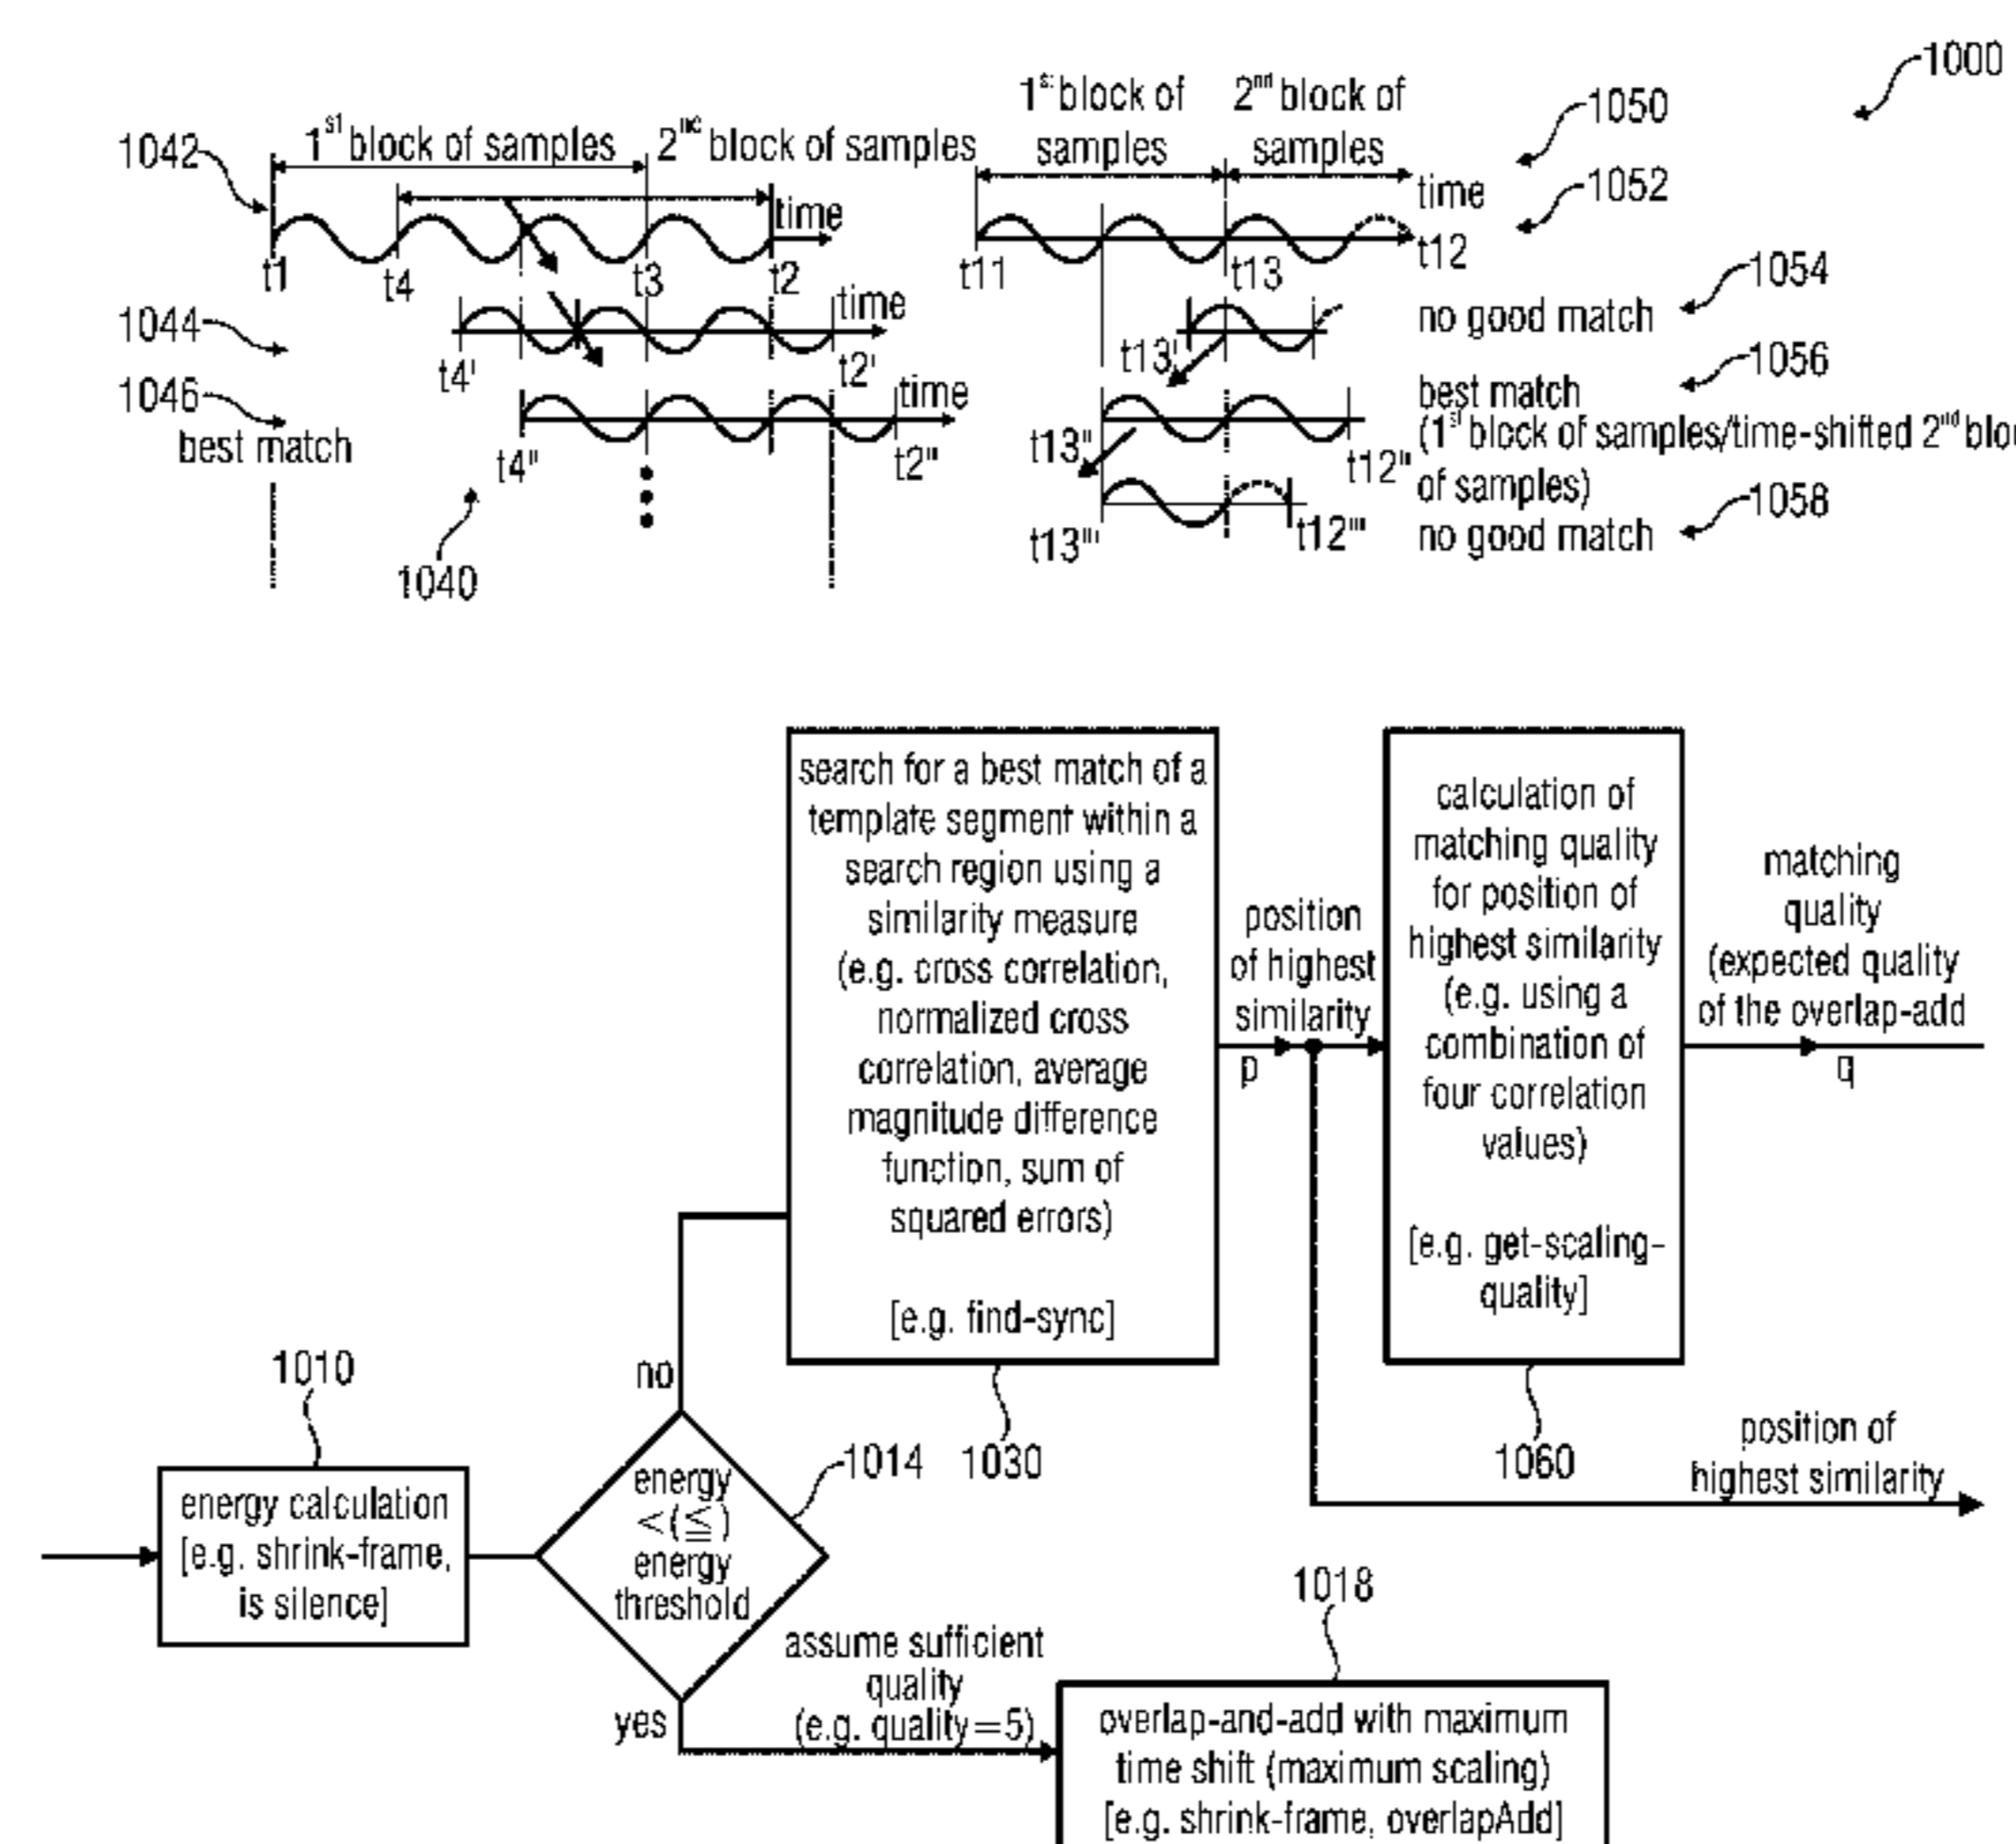 1000
1st block of samples
2nd block of samples
1042
time
t1
t4
t3
t2
1st block of
samples
2nd block of
samples
1050
time
1052
t11
t13
t12
1044
time
t4'
t2'
t13'
no good match
1054
1046
best match
time
t4"
t2"
t13"
t12"
best match
(1st block of samples/time-shifted 2nd
of samples)
1056
1040
t13'''
t12'''
no good match
1058
search for a best match of a
template segment within a
search region using a
similarity measure
(e.g. cross correlation,
normalized cross
correlation, average
magnitude difference
function, sum of
squared errors)
[e.g. find-sync]
1030
position
of highest
similarity
p
calculation of
matching quality
for position of
highest similarity
(e.g. using a
combination of
four correlation
values)
[e.g. get-scaling-
quality]
1060
matching
quality
(expected quality
of the overlap-add
q
position of
highest similarity
1010
energy calculation
[e.g. shrink-frame,
is silence]
no
energy
<(≦)
energy
threshold
1014
yes
assume sufficient
quality
(e.g. quality=5)
1018
overlap-and-add with maximum
time shift (maximum scaling)
[e.g. shrink-frame, overlapAdd]